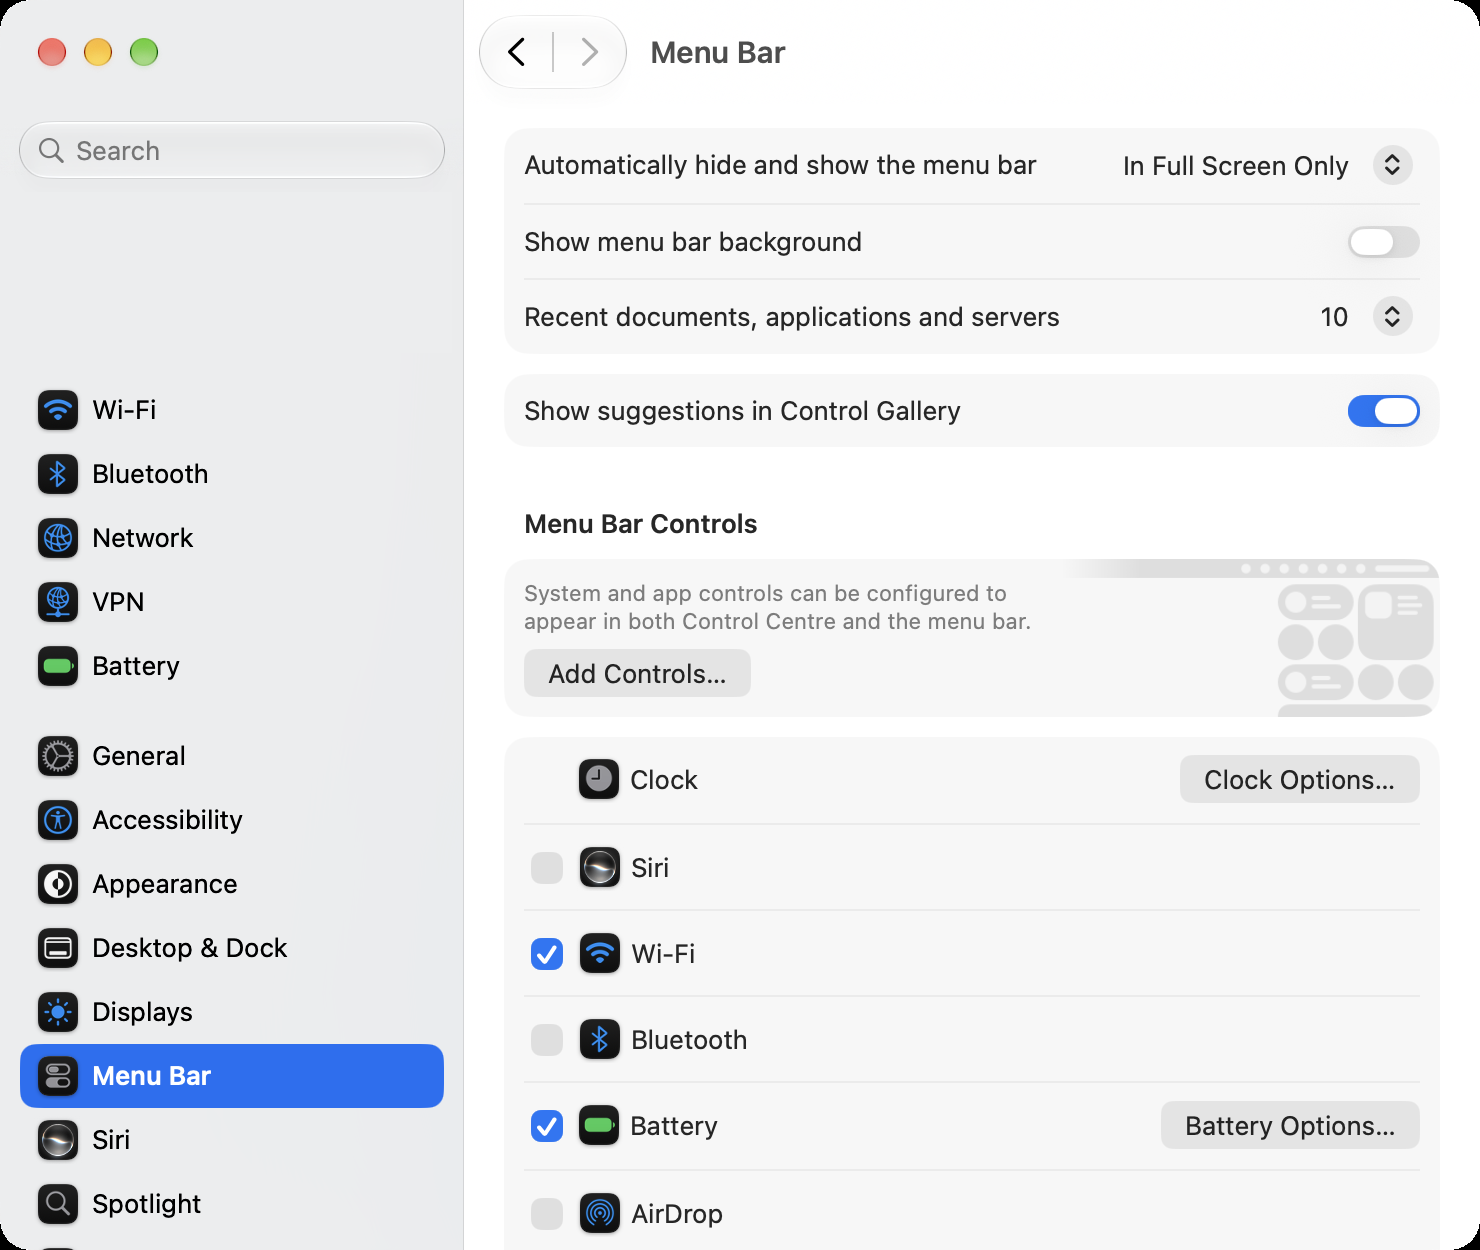 Search
Wi-Fi
Bluetooth
Network
VPN
Battery
General
Accessibility
Appearance
Desktop & Dock
Displays
Menu Bar
Siri
Spotlight
Menu Bar
Automatically hide and show the menu bar In Full Screen Only
Show menu bar background
Recent documents, applications and servers 10
Show suggestions in Control Gallery
Menu Bar Controls
System and app controls can be configured to
appear in both Control Centre and the menu bar.
Add Controls...
Clock Clock Options...
Siri
Wi-Fi
Bluetooth
Battery Battery Options...
AirDrop